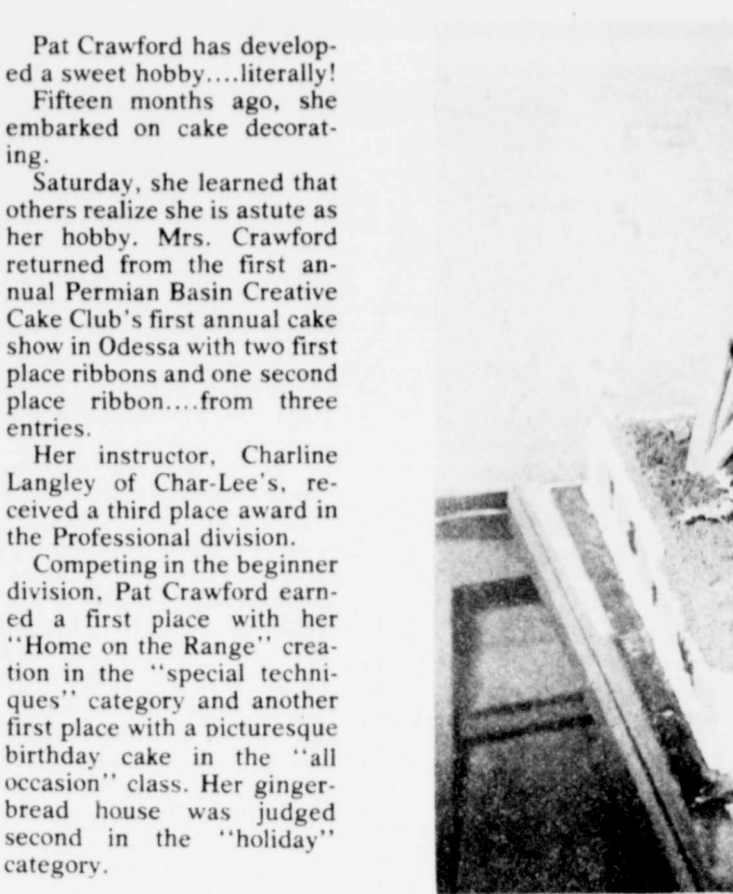 Pat Crawford has develop-
ed a sweet hobby....literally!
Fifteen months ago, she
embarked on cake decorat-
ing.
Saturday, she learned that
others realize she is astute as
her hobby. Mrs. Crawford
returned from the first an-
nual Permian Basin Creative
Cake Club's first annual cake
show in Odessa with two first
place ribbons and one second
place ribbon....from three
entries.
Her instructor, Charline
Langley of Char-Lee's, re-
ceived a third place award in
the Professional division.
Competing in the beginner
division, Pat Crawford earn-
ed a first place with her
"Home on the Range" crea-
tion in the "special techni-
ques" category and another
first place with a picturesque
birthday cake in the "all
occasion" class. Her ginger-
bread house was judged
second in the "holiday"
category.